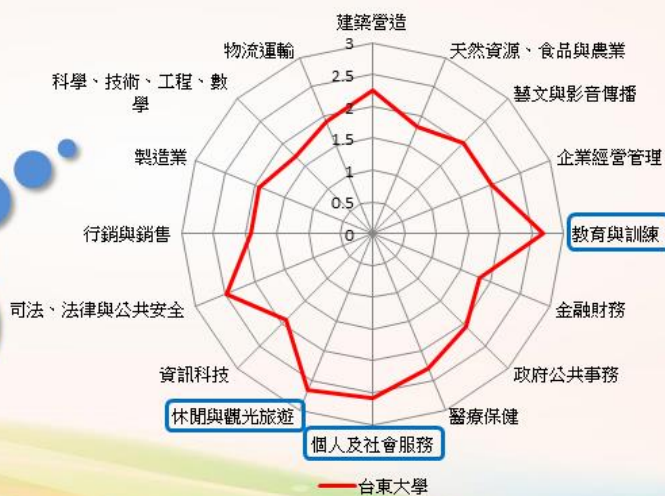 建築營造
天然資源、食品與農業
藝文與影音傳播
企業經營管理
教育與訓練
金融財務
政府公共事務
醫療保健
個人及社會服務
休閒與觀光旅遊
資訊科技
司法、法律與公共安全
行銷與銷售
製造業
科學、技術、工程、數
學
物流運輸
3
2.5
2
1.5
1
0.5
0
台東大學